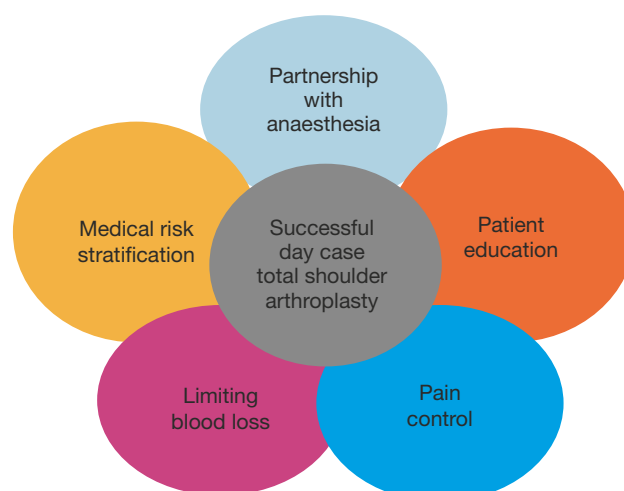 Partnership
with
anaesthesia
Medical risk
stratification
Successful
day case
total shoulder
arthroplasty
Patient
education
Limiting
blood loss
Pain
control